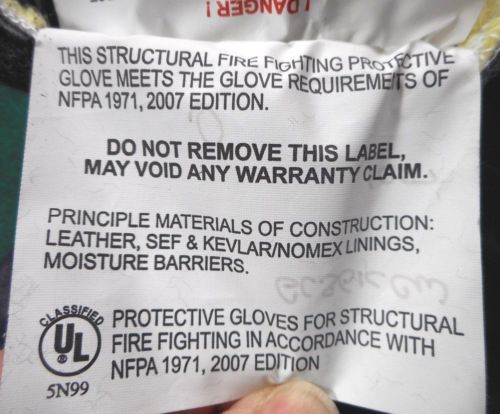 ! DANGER !
THIS STRUCTURAL FIRE FIGHTING PROTECTIVE
GLOVE MEETS THE GLOVE REQUIREMETS OF
NFPA 1971, 2007 EDITION.
DO NOT REMOVE THIS LABEL,
MAY VOID ANY WARRANTY CLAIM.
PRINCIPLE MATERIALS OF CONSTRUCTION:
LEATHER, SEF & KEVLAR/NOMEX LININGS,
MOISTURE BARRIERS.
CLASSIFIED
UL
5N99
PROTECTIVE GLOVES FOR STRUCTURAL
FIRE FIGHTING IN ACCORDANCE WITH
NFPA 1971, 2007 EDITION